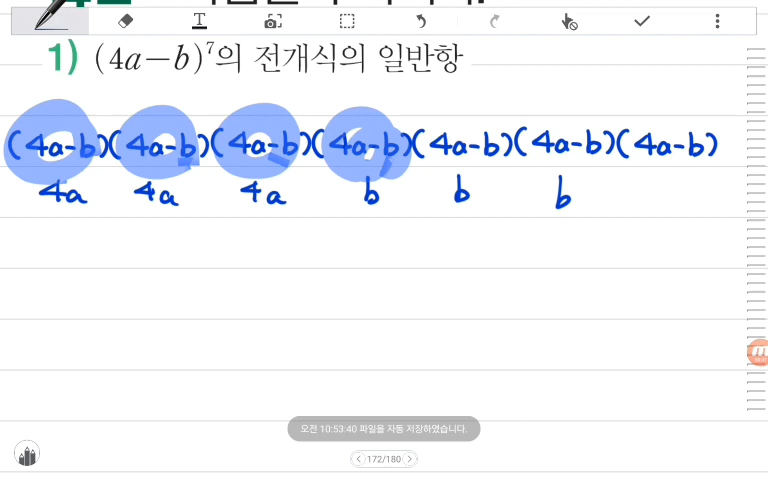 1) (4a−b)⁷의 전개식의 일반항
(4a-b)(4a-b)(4a-b)(4a-b)(4a-b)(4a-b)(4a-b)
4a 4a 4a b b b
오전 10:53:40 파일을 자동 저장하였습니다.
172/180